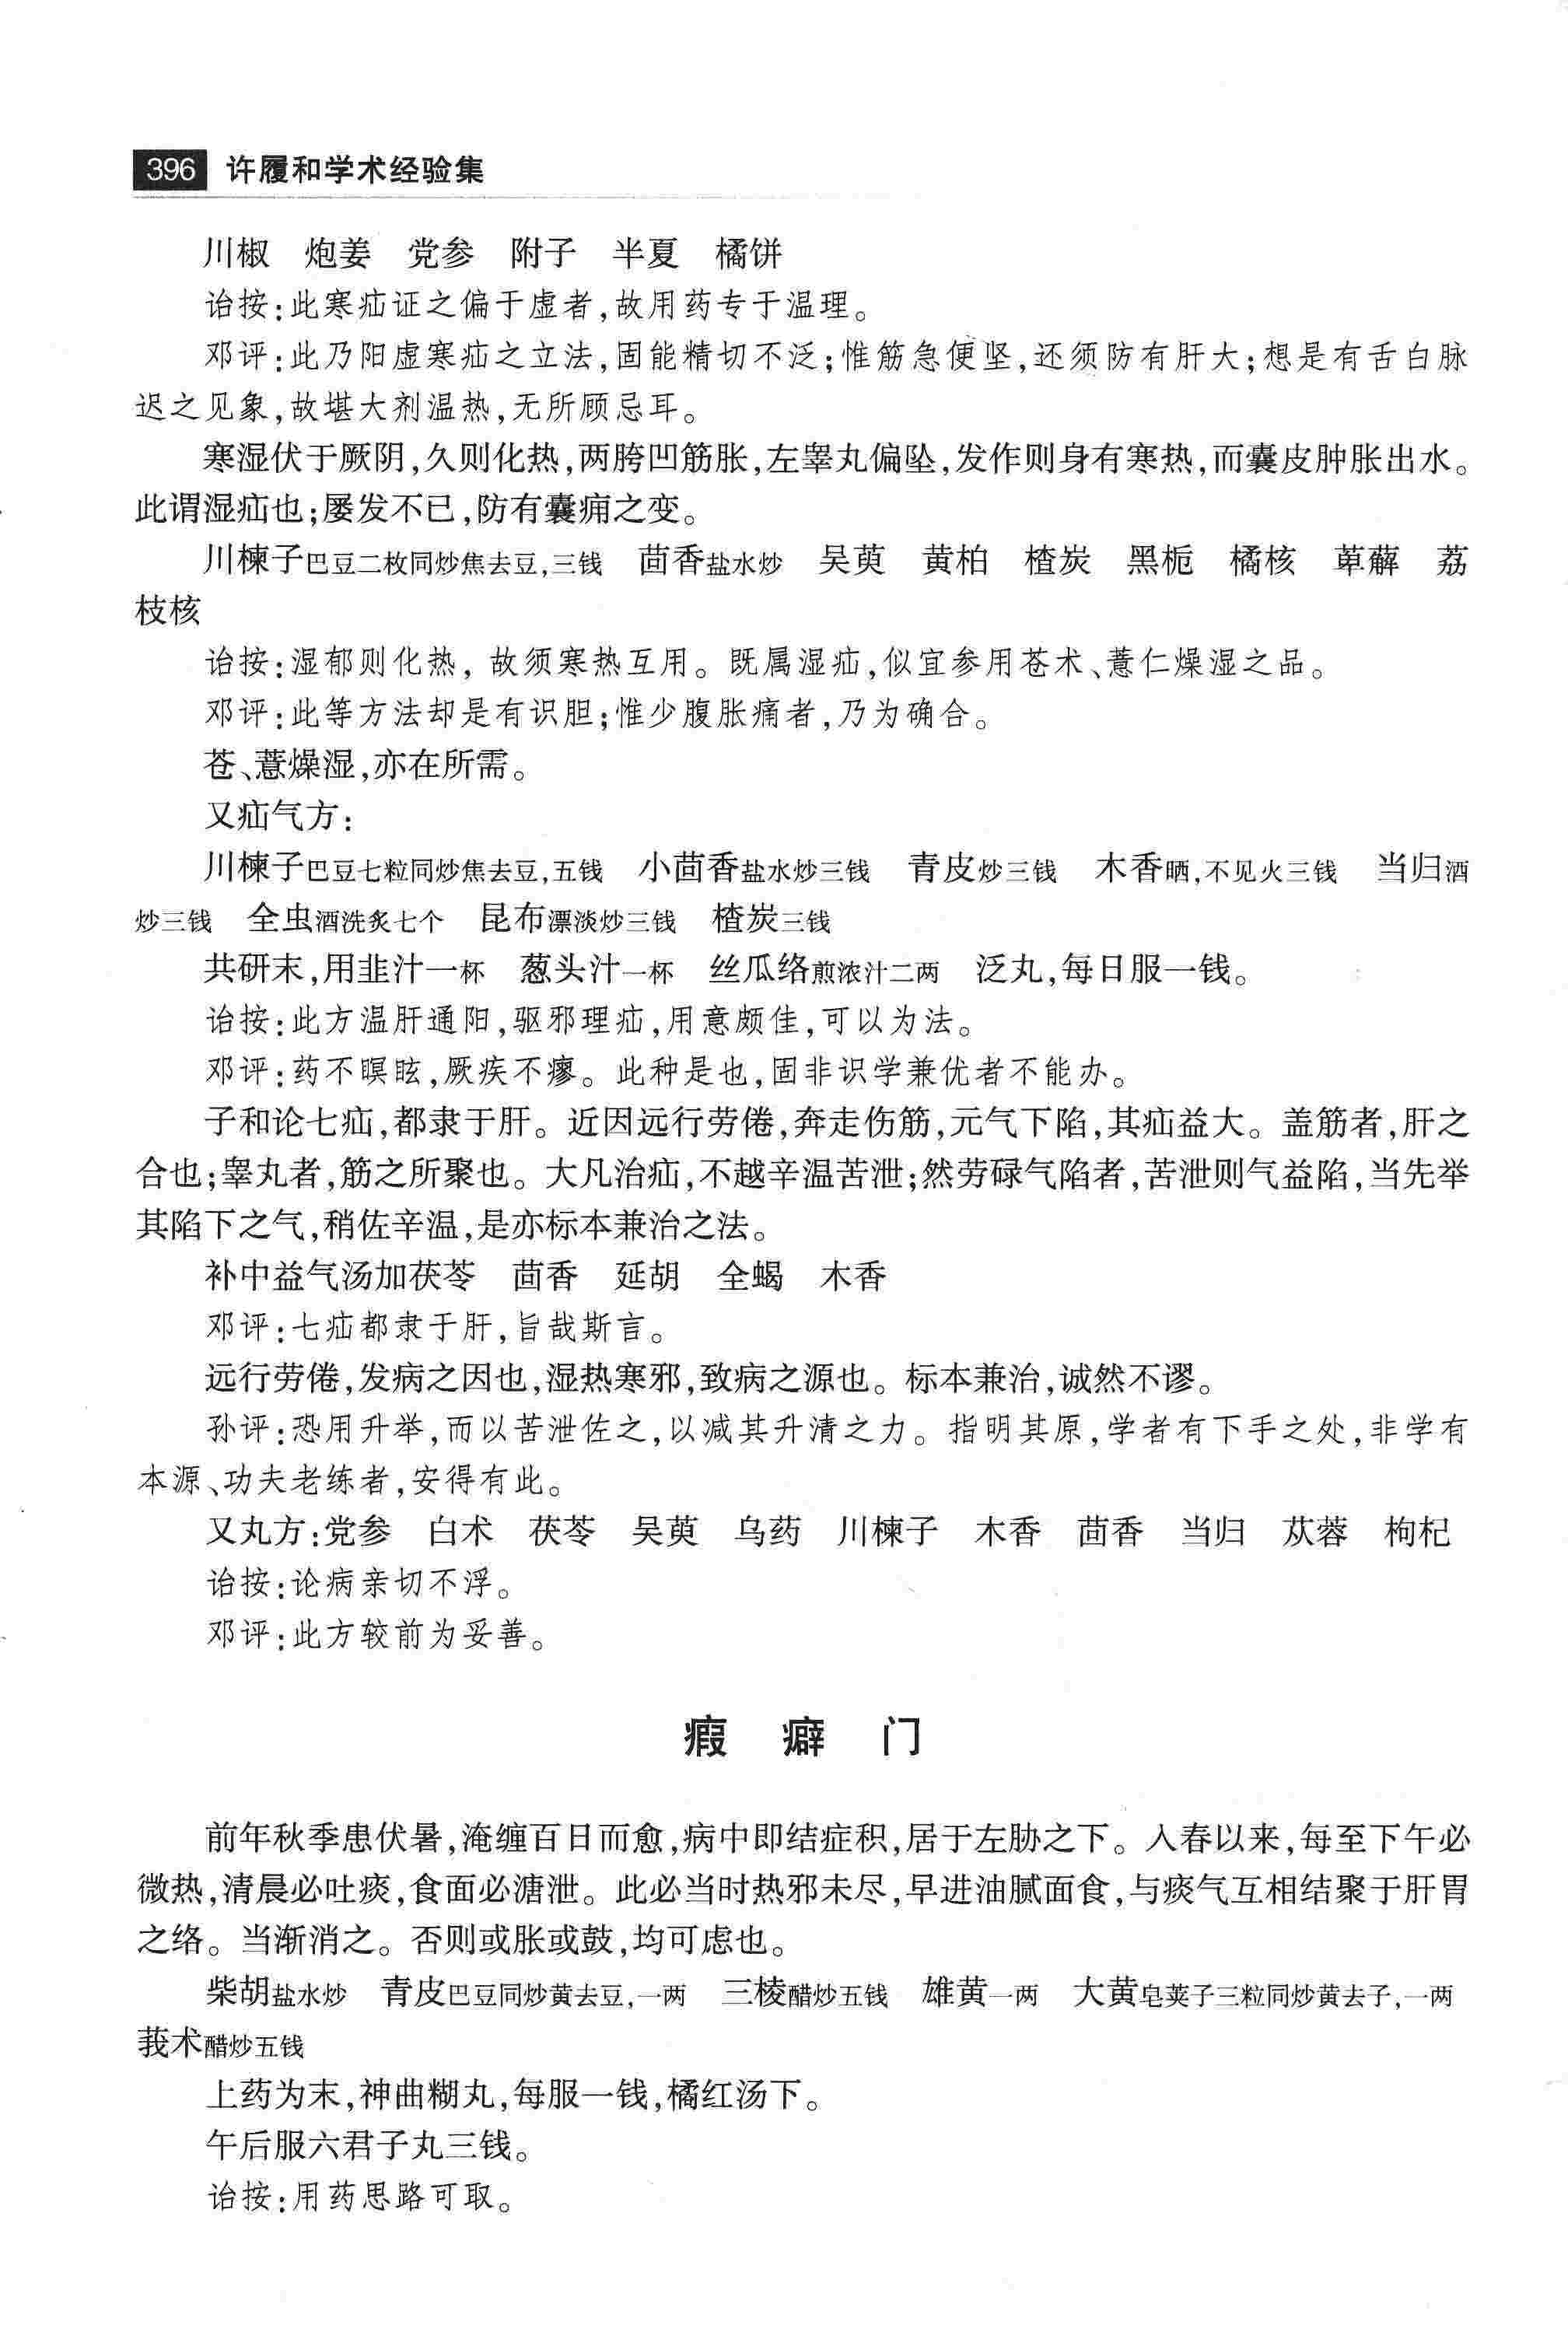 396 许履和学术经验集
川椒 炮姜 党参 附子 半夏 橘饼
诒按：此寒疝证之偏于虚者，故用药专于温理。
邓评：此乃阳虚寒疝之立法，固能精切不泛；惟筋急便坚，还须防有肝大；想是有舌白脉
迟之见象，故堪大剂温热，无所顾忌耳。
寒湿伏于厥阴，久则化热，两胯凹筋胀，左睾丸偏坠，发作则身有寒热，而囊皮肿胀出水。
此谓湿疝也；屡发不已，防有囊痈之变。
川楝子巴豆二枚同炒焦去豆，三钱 茴香盐水炒 吴萸 黄柏 楂炭 黑栀 橘核 萆薢 荔
枝核
诒按：湿郁则化热，故须寒热互用。既属湿疝，似宜参用苍术、薏仁燥湿之品。
邓评：此等方法却是有识胆；惟少腹胀痛者，乃为确合。
苍、薏燥湿，亦在所需。
又疝气方：
川楝子巴豆七粒同炒焦去豆，五钱 小茴香盐水炒三钱 青皮炒三钱 木香晒，不见火三钱 当归酒
炒三钱 全虫酒洗炙七个 昆布漂淡炒三钱 楂炭三钱
共研末，用韭汁一杯 葱头汁一杯 丝瓜络煎浓汁二两 泛丸，每日服一钱。
诒按：此方温肝通阳，驱邪理疝，用意颇佳，可以为法。
邓评：药不瞑眩，厥疾不瘳。此种是也，固非识学兼优者不能办。
子和论七疝，都隶于肝。近因远行劳倦，奔走伤筋，元气下陷，其疝益大。盖筋者，肝之
合也；睾丸者，筋之所聚也。大凡治疝，不越辛温苦泄；然劳碌气陷者，苦泄则气益陷，当先举
其陷下之气，稍佐辛温，是亦标本兼治之法。
补中益气汤加茯苓 茴香 延胡 全蝎 木香
邓评：七疝都隶于肝，旨哉斯言。
远行劳倦，发病之因也，湿热寒邪，致病之源也。标本兼治，诚然不谬。
孙评：恐用升举，而以苦泄佐之，以减其升清之力。指明其原，学者有下手之处，非学有
本源、功夫老练者，安得有此。
又丸方：党参 白术 茯苓 吴萸 乌药 川楝子 木香 茴香 当归 苁蓉 枸杞
诒按：论病亲切不浮。
邓评：此方较前为妥善。
瘕癖门
前年秋季患伏暑，淹缠百日而愈，病中即结症积，居于左胁之下。入春以来，每至下午必
微热，清晨必吐痰，食面必溏泄。此必当时热邪未尽，早进油腻面食，与痰气互相结聚于肝胃
之络。当渐消之。否则或胀或鼓，均可虑也。
柴胡盐水炒 青皮巴豆同炒黄去豆，一两 三棱醋炒五钱 雄黄一两 大黄皂荚子三粒同炒黄去子，一两
莪术醋炒五钱
上药为末，神曲糊丸，每服一钱，橘红汤下。
午后服六君子丸三钱。
诒按：用药思路可取。